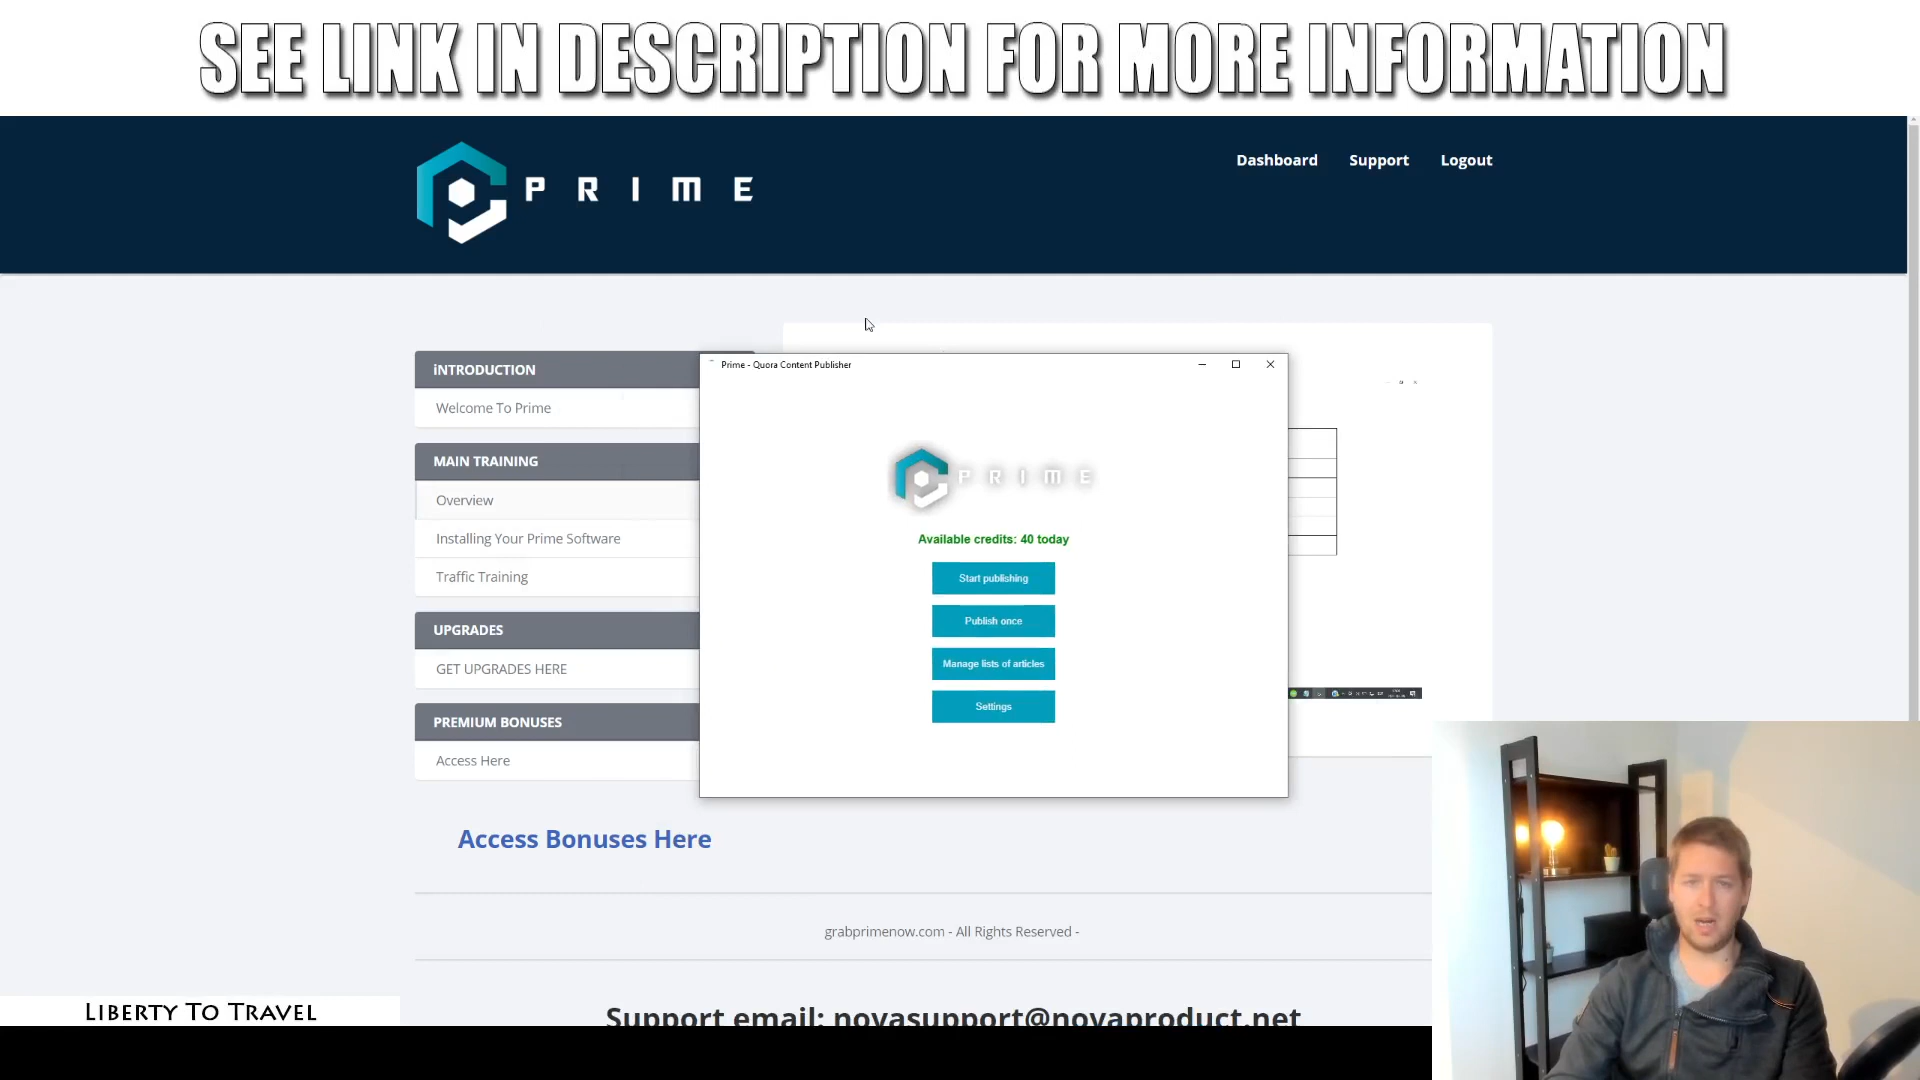 SEE LINK IN DESCRIPTION FOR MORE INFORMATION
PRIME
Dashboard
Support
Logout
iNTRODUCTION
Welcome To Prime
MAIN TRAINING
Overview
Installing Your Prime Software
Traffic Training
UPGRADES
GET UPGRADES HERE
PREMIUM BONUSES
Access Here
Prime - Quora Content Publisher
PRIME
Available credits: 40 today
Start publishing
Publish once
Manage lists of articles
Settings
Access Bonuses Here
grabprimenow.com - All Rights Reserved -
Support email: novasupport@novaproduct.net
LIBERTY TO TRAVEL